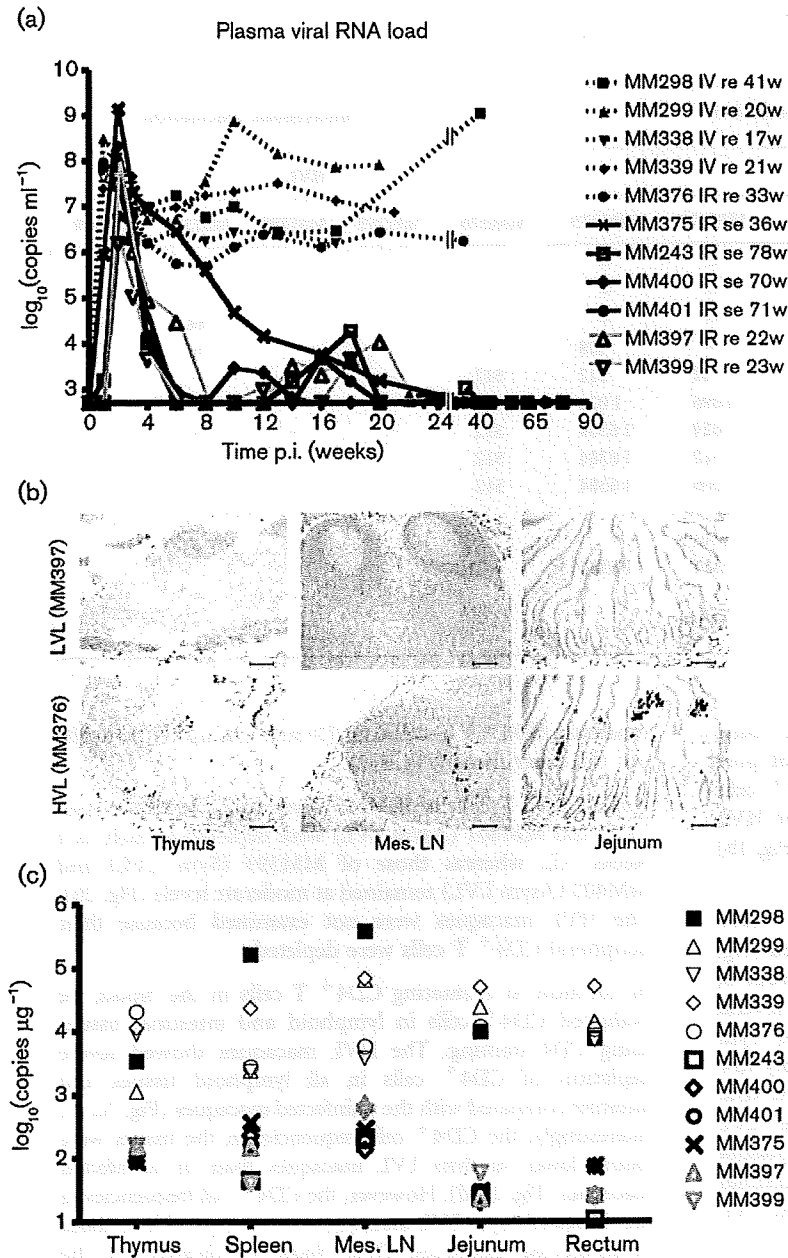 (a)
Plasma viral RNA load
log10(copies ml−1)
10
9
8
7
6
5
4
3
0 4 8 12 16 20 24 40 65 90
Time p.i. (weeks)
MM298 IV re 41w
MM299 IV re 20w
MM338 IV re 17w
MM339 IV re 21w
MM376 IR re 33w
MM375 IR se 36w
MM243 IR se 78w
MM400 IR se 70w
MM401 IR se 71w
MM397 IR re 22w
MM399 IR re 23w
(b)
LVL (MM397)
HVL (MM376)
Thymus Mes. LN Jejunum
(c)
log10(copies μg−1)
6
5
4
3
2
1
Thymus Spleen Mes. LN Jejunum Rectum
MM298
MM299
MM338
MM339
MM376
MM243
MM400
MM401
MM375
MM397
MM399